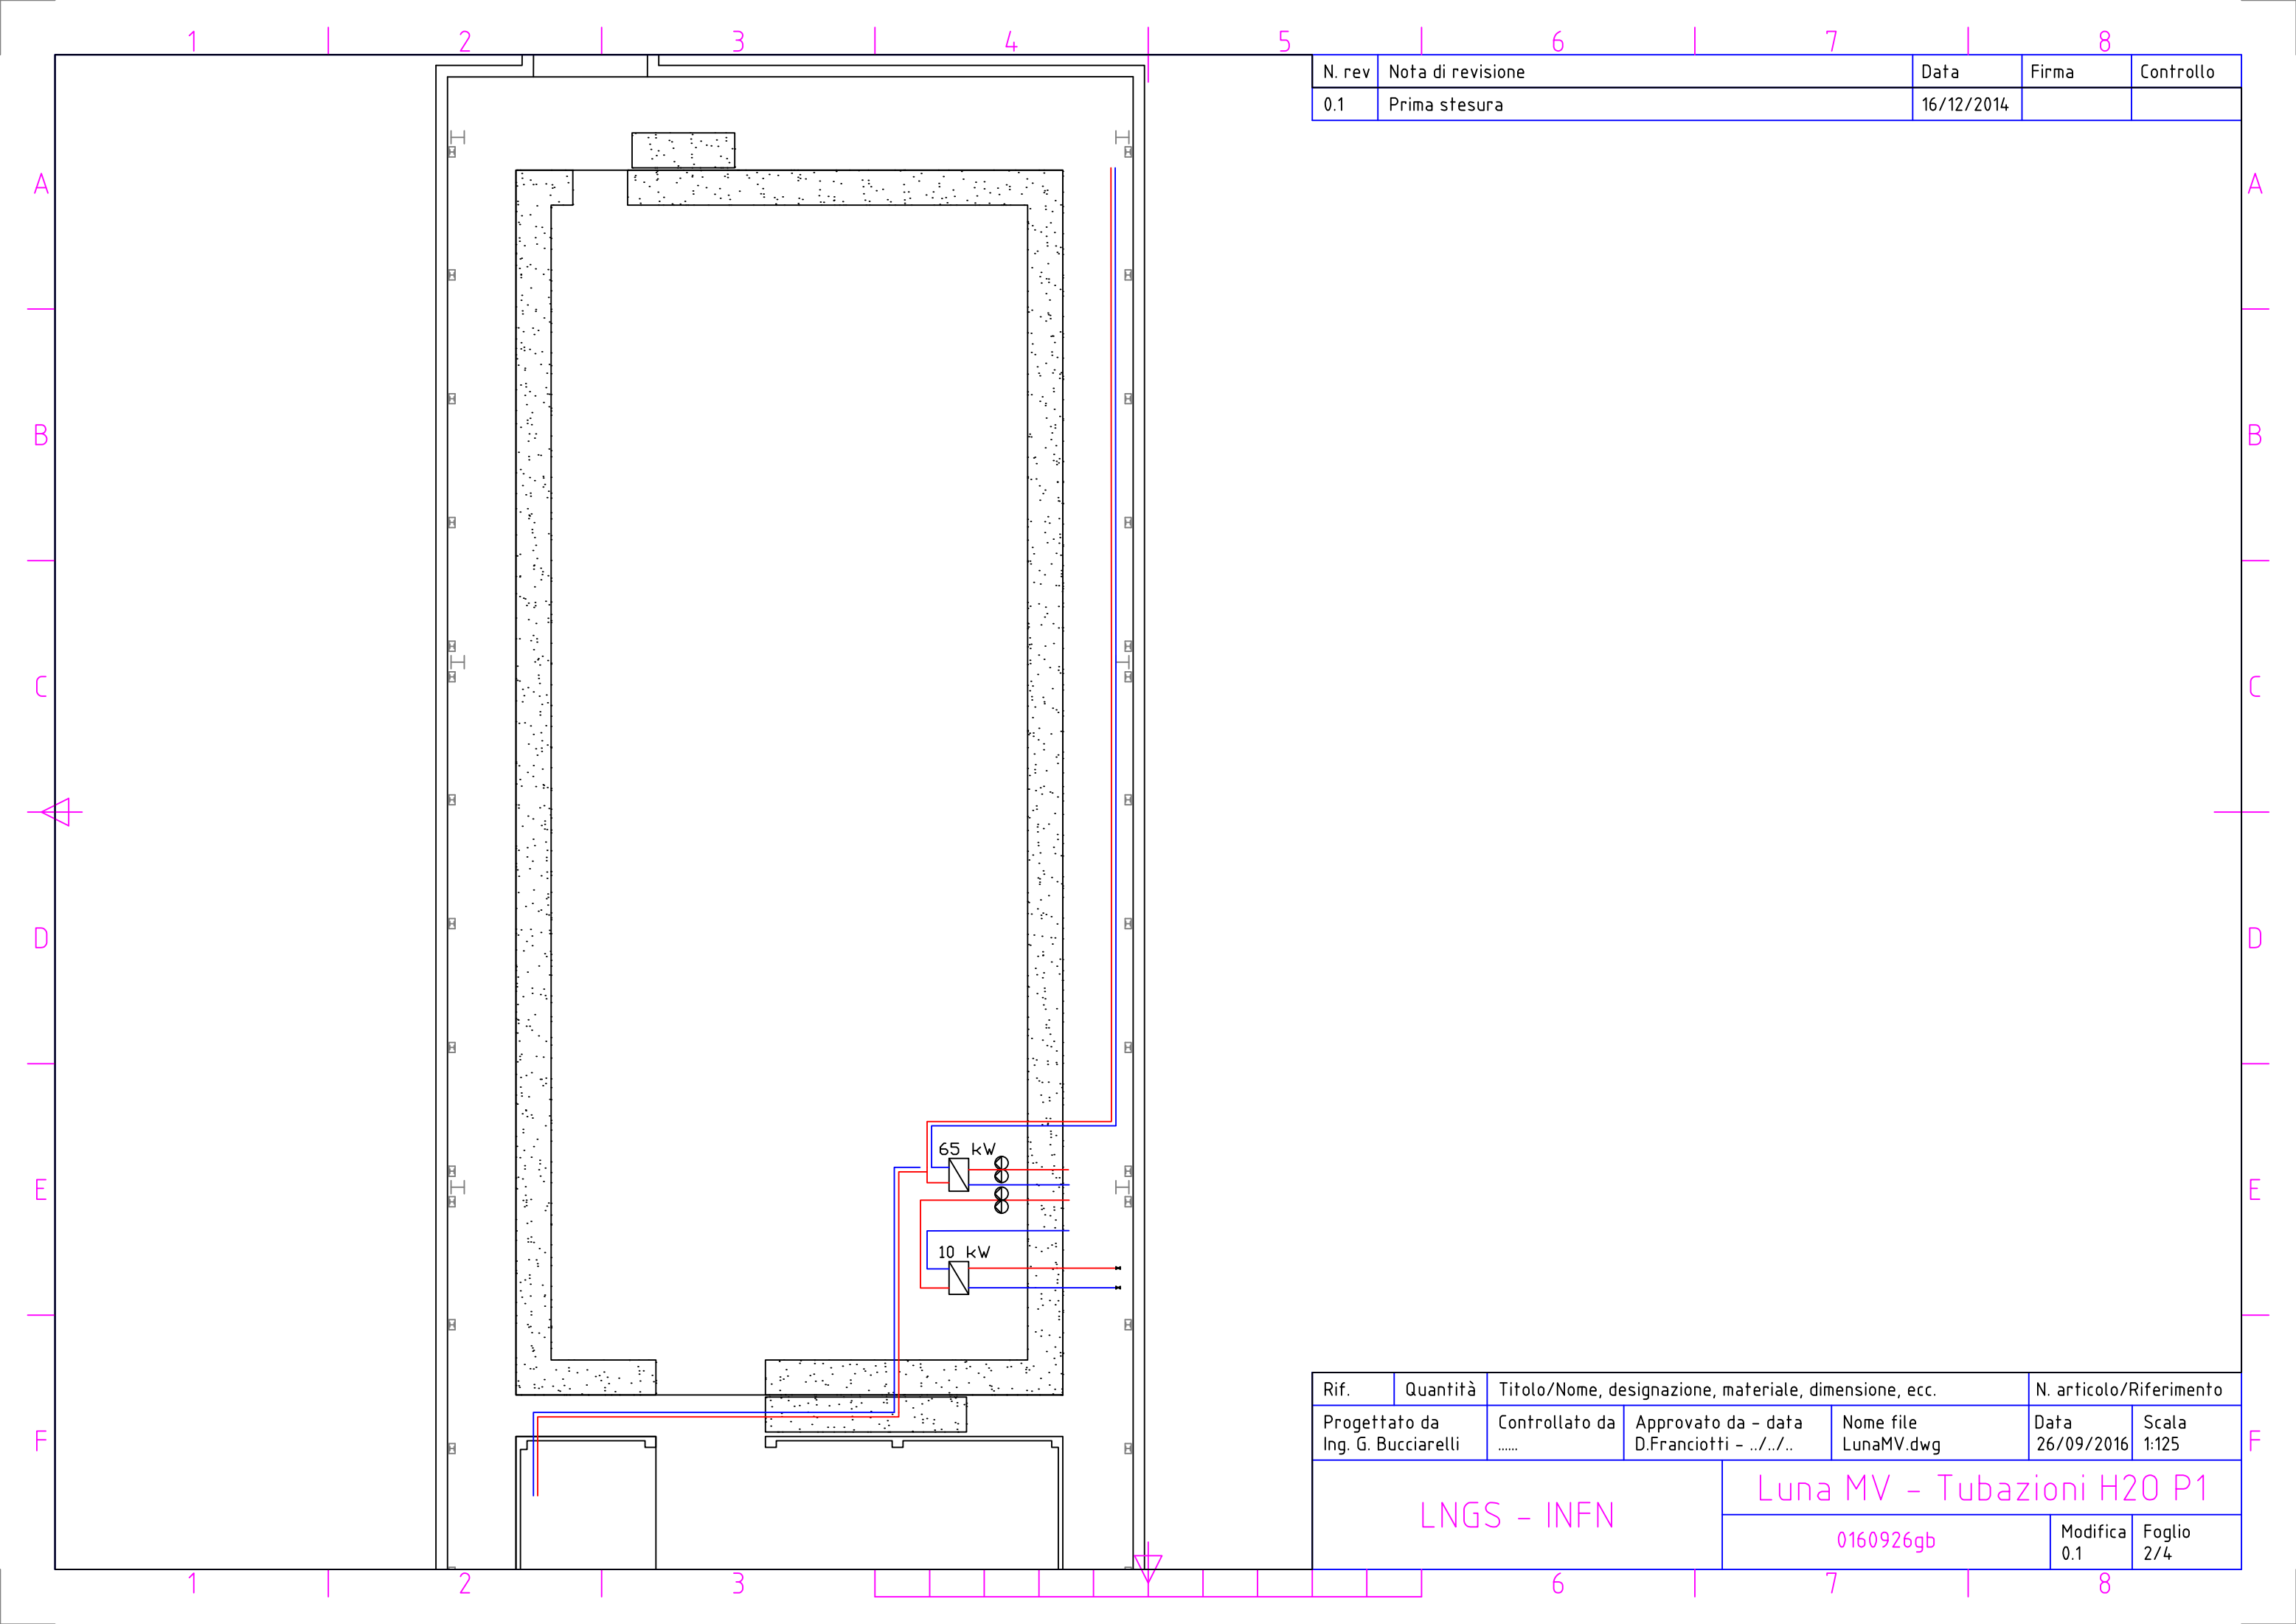 1 2 3 4 5 6 7 8
N. rev Nota di revisione Data Firma Controllo
0.1 Prima stesura 16/12/2014
A A
B B
C C
D D
E E
65 kW
10 kW
Rif. Quantità Titolo/Nome, designazione, materiale, dimensione, ecc. N. articolo/Riferimento
Progettato da Controllato da Approvato da - data Nome file Data Scala
Ing. G. Bucciarelli ...... D.Franciotti - ../../.. LunaMV.dwg 26/09/2016 1:125
F F
LNGS - INFN
Luna MV - Tubazioni H2O P1
0160926gb
Modifica Foglio
0.1 2/4
1 2 3 6 7 8